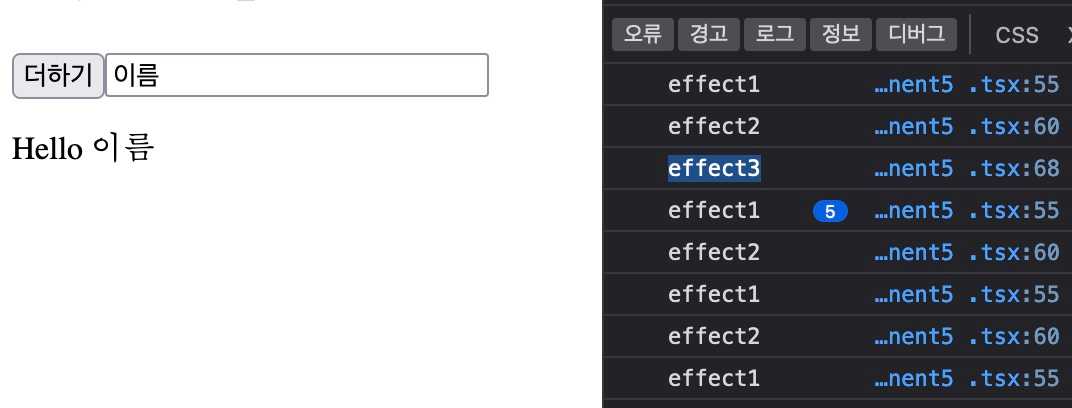 더하기 이름
Hello 이름
오류 경고 로그 정보 디버그 CSS
effect1 …nent5 .tsx:55
effect2 …nent5 .tsx:60
effect3 …nent5 .tsx:68
effect1 5 …nent5 .tsx:55
effect2 …nent5 .tsx:60
effect1 …nent5 .tsx:55
effect2 …nent5 .tsx:60
effect1 …nent5 .tsx:55